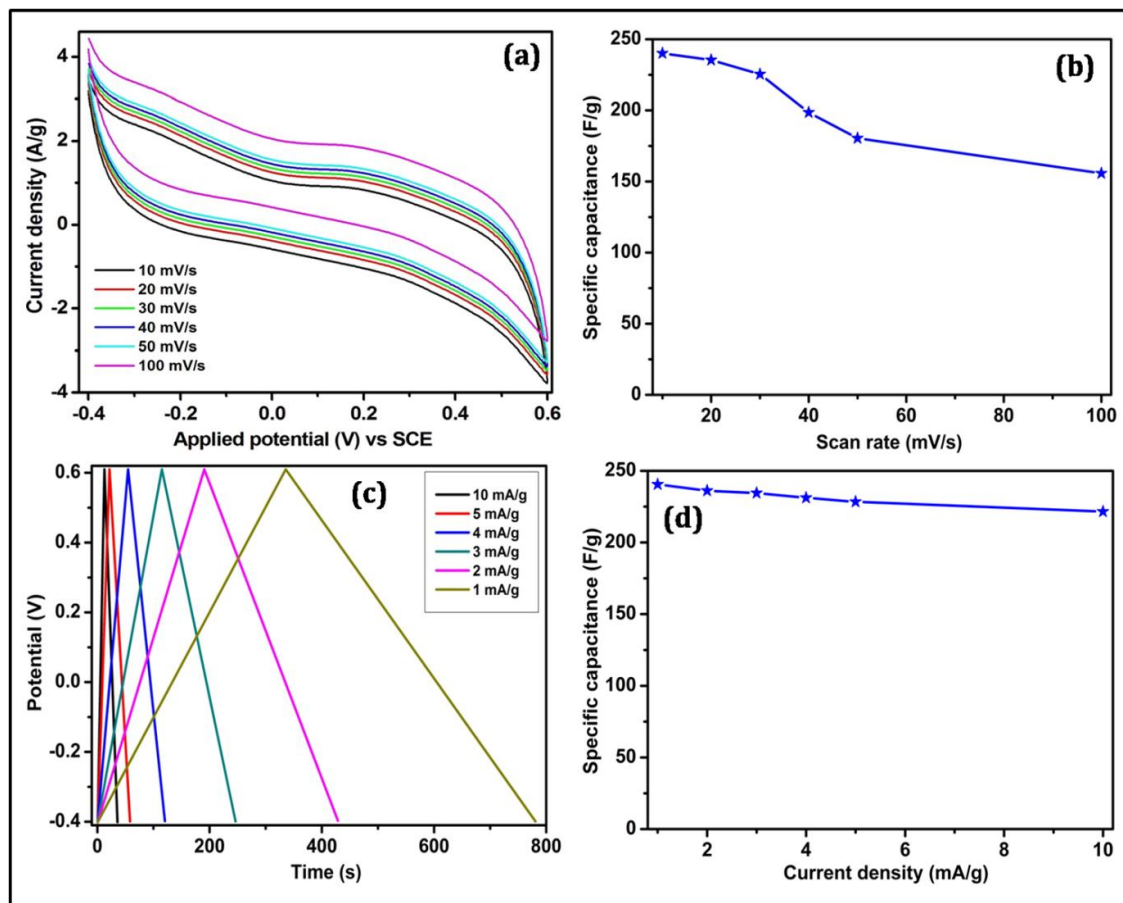 (a)
Current density (A/g)
4
2
0
-2
-4
10 mV/s
20 mV/s
30 mV/s
40 mV/s
50 mV/s
100 mV/s
-0.4 -0.2 0.0 0.2 0.4 0.6
Applied potential (V) vs SCE
(b)
Specific capacitance (F/g)
250
200
150
100
50
0
20 40 60 80 100
Scan rate (mV/s)
(c)
Potential (V)
0.6
0.4
0.2
0.0
-0.2
-0.4
10 mA/g
5 mA/g
4 mA/g
3 mA/g
2 mA/g
1 mA/g
0 200 400 600 800
Time (s)
(d)
Specific capacitance (F/g)
250
200
150
100
50
0
2 4 6 8 10
Current density (mA/g)